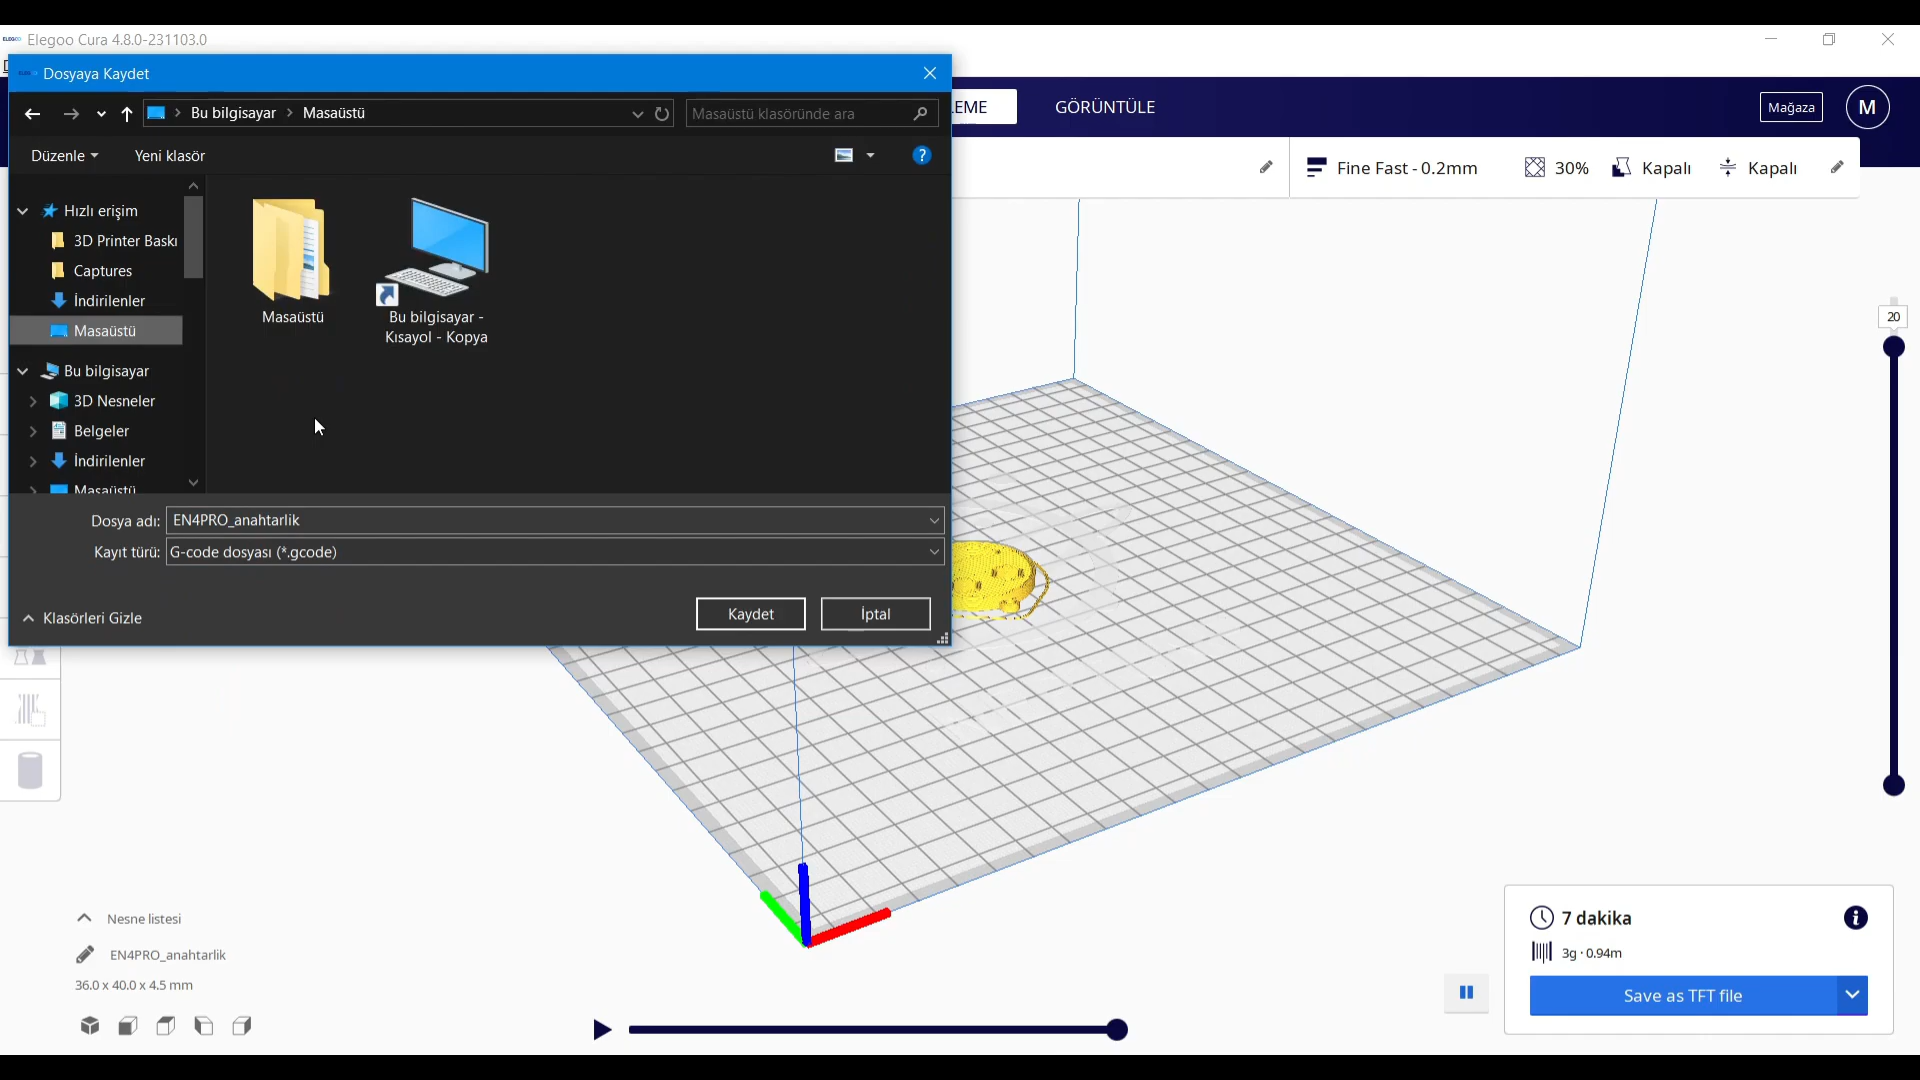 Elegoo Cura 4.8.0-231103.0
Dosyaya Kaydet
Bu bilgisayar > Masaüstü
Masaüstü klasöründe ara
Düzenle
Yeni klasör
Hızlı erişim
3D Printer Baskı
Captures
İndirilenler
Masaüstü
Bu bilgisayar
3D Nesneler
Belgeler
İndirilenler
Masaüstü
Masaüstü
Bu bilgisayar -
Kısayol - Kopya
Dosya adı: EN4PRO_anahtarlik
Kayıt türü: G-code dosyası (*.gcode)
Klasörleri Gizle
Kaydet
İptal
LEME
GÖRÜNTÜLE
Mağaza
M
Fine Fast - 0.2mm
30%
Kapalı
Kapalı
20
Nesne listesi
EN4PRO_anahtarlik
36.0 x 40.0 x 4.5 mm
7 dakika
3g · 0.94m
Save as TFT file